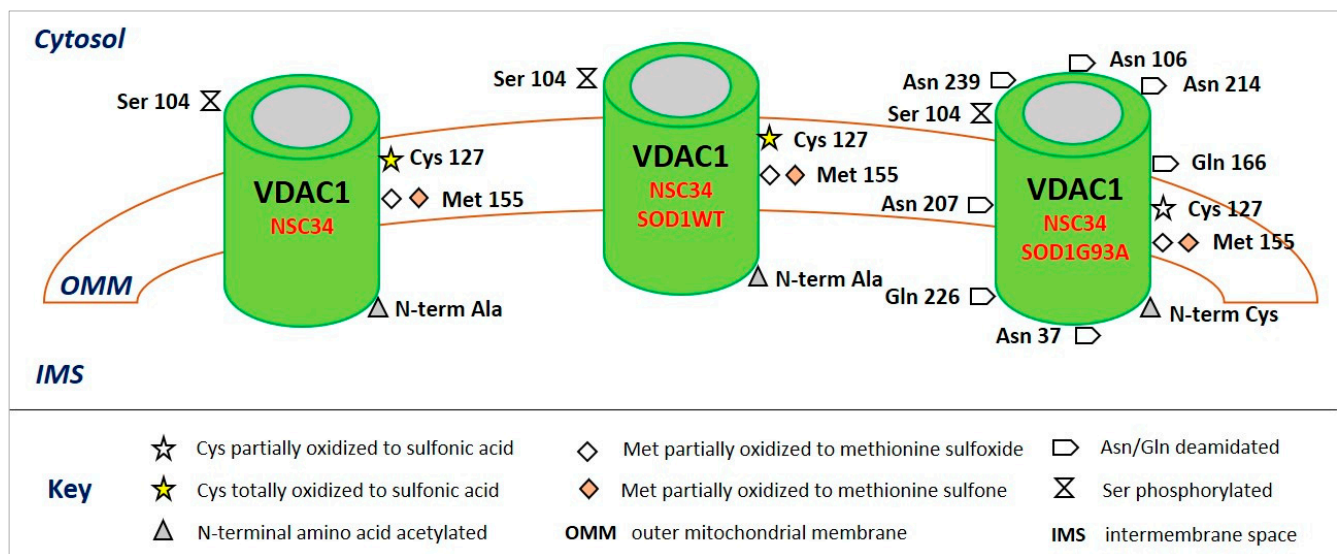 Cytosol
Ser 104
VDAC1
NSC34
Cys 127
Met 155
N-term Ala
Ser 104
VDAC1
NSC34
SOD1WT
Cys 127
Met 155
N-term Ala
Asn 239
Asn 106
Asn 214
Ser 104
Gln 166
VDAC1
NSC34
SOD1G93A
Asn 207
Cys 127
Met 155
Gln 226
N-term Cys
Asn 37
OMM
IMS
Key
Cys partially oxidized to sulfonic acid
Met partially oxidized to methionine sulfoxide
Asn/Gln deamidated
Cys totally oxidized to sulfonic acid
Met partially oxidized to methionine sulfone
Ser phosphorylated
N-terminal amino acid acetylated
OMM outer mitochondrial membrane
IMS intermembrane space